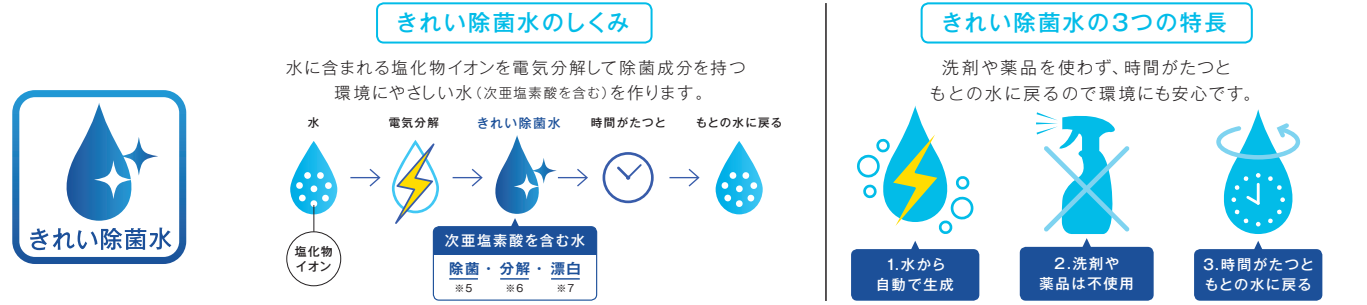 きれい除菌水
きれい除菌水のしくみ
水に含まれる塩化物イオンを電気分解して除菌成分を持つ
環境にやさしい水(次亜塩素酸を含む)を作ります。
水
電気分解
きれい除菌水
時間がたつと
もとの水に戻る
塩化物
イオン
次亜塩素酸を含む水
除菌・分解・漂白
※5 ※6 ※7
きれい除菌水の3つの特長
洗剤や薬品を使わず、時間がたつと
もとの水に戻るので環境にも安心です。
1.水から
自動で生成
2.洗剤や
薬品は不使用
3.時間がたつと
もとの水に戻る